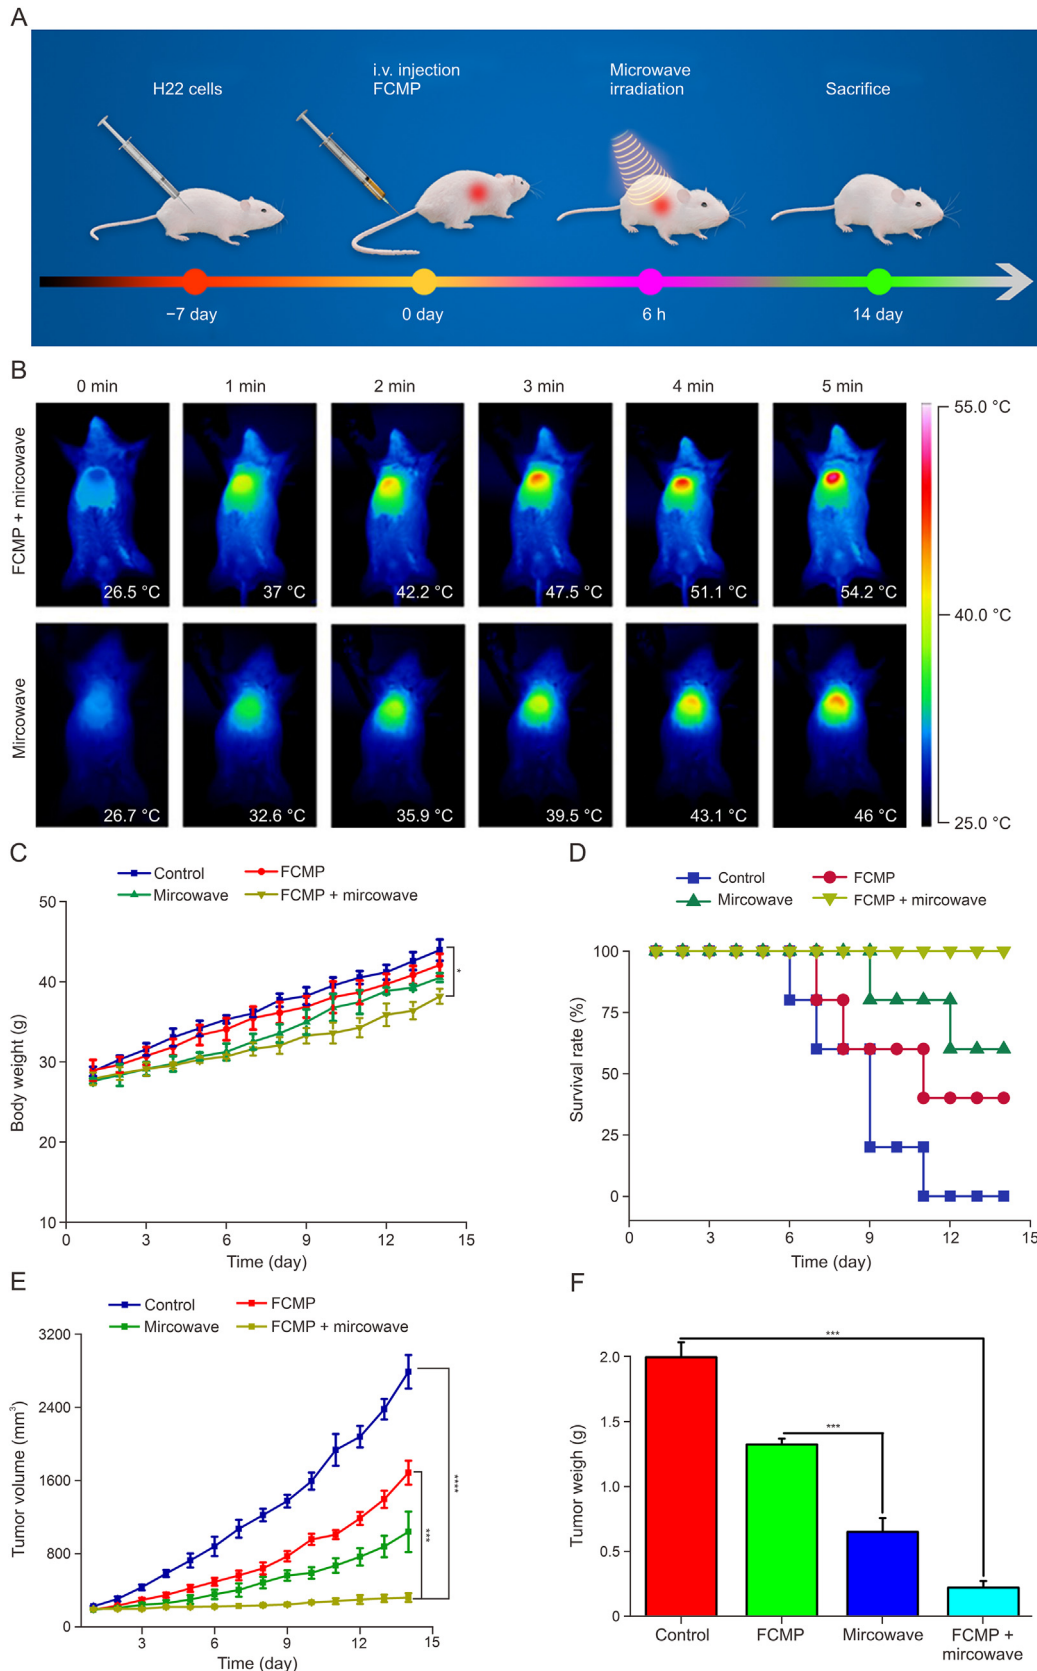 A
H22 cells
i.v. injection
FCMP
Microwave
irradiation
Sacrifice
−7 day
0 day
6 h
14 day
B
0 min
1 min
2 min
3 min
4 min
5 min
FCMP + mircowave
26.5 °C
37 °C
42.2 °C
47.5 °C
51.1 °C
54.2 °C
Mircowave
26.7 °C
32.6 °C
35.9 °C
39.5 °C
43.1 °C
46 °C
55.0 °C
40.0 °C
25.0 °C
C
Control
FCMP
Mircowave
FCMP + mircowave
Body weight (g)
50
40
30
20
10
*
0
3
6
9
12
15
Time (day)
D
Control
FCMP
Mircowave
FCMP + mircowave
Survival rate (%)
100
75
50
25
0
0
3
6
9
12
15
Time (day)
E
Control
FCMP
Mircowave
FCMP + mircowave
Tumor volume (mm³)
3200
2400
1600
800
0
***
****
3
6
9
12
15
Time (day)
F
Tumor weigh (g)
2.0
1.5
1.0
0.5
0
***
***
Control
FCMP
Mircowave
FCMP +
mircowave